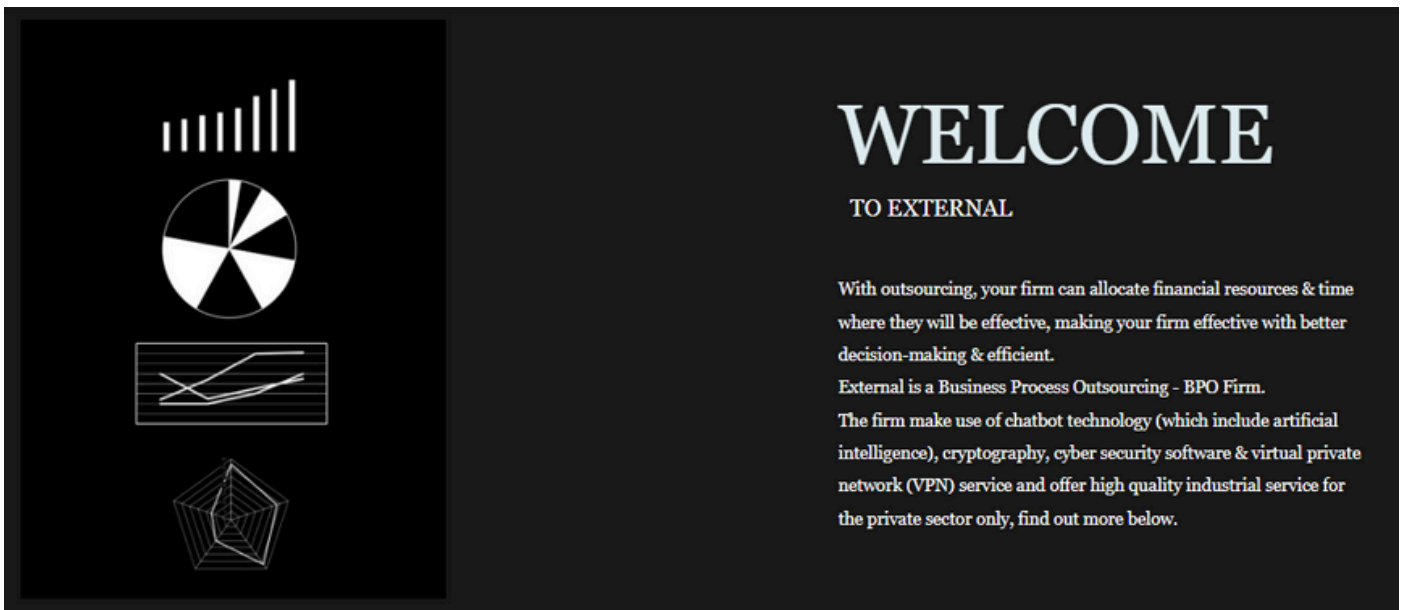 WELCOME
TO EXTERNAL
With outsourcing, your firm can allocate financial resources & time
where they will be effective, making your firm effective with better
decision-making & efficient.
External is a Business Process Outsourcing - BPO Firm.
The firm make use of chatbot technology (which include artificial
intelligence), cryptography, cyber security software & virtual private
network (VPN) service and offer high quality industrial service for
the private sector only, find out more below.